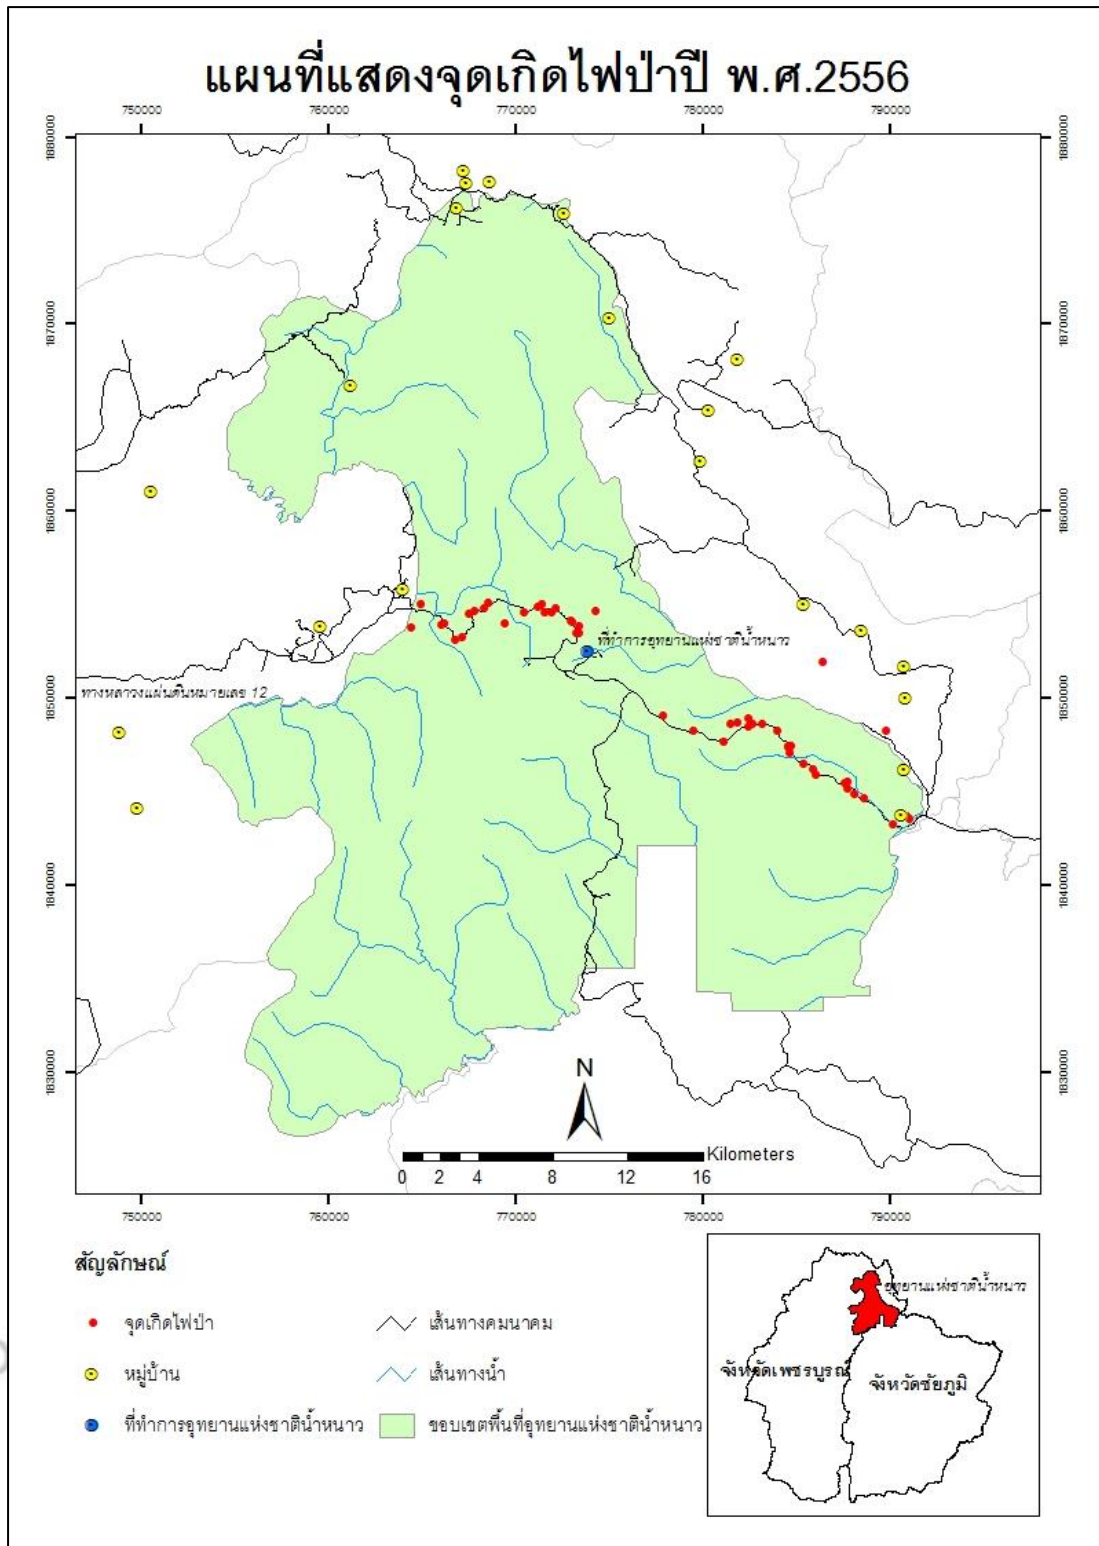 แผนที่แสดงจุดเกิดไฟป่าปี พ.ศ.2556
750000 760000 770000 780000 790000
1880000 1880000
1870000 1870000
1860000 1860000
ที่ทำการอุทยานแห่งชาติน้ำหนาว
ทางหลวงแผ่นดินหมายเลข 12
1850000 1850000
1840000 1840000
1830000 1830000
N
Kilometers
0 2 4 8 12 16
750000 760000 770000 780000 790000
สัญลักษณ์
จุดเกิดไฟป่า
เส้นทางคมนาคม
หมู่บ้าน
เส้นทางน้ำ
ที่ทำการอุทยานแห่งชาติน้ำหนาว
ขอบเขตพื้นที่อุทยานแห่งชาติน้ำหนาว
อุทยานแห่งชาติน้ำหนาว
จังหวัดเพชรบูรณ์
จังหวัดชัยภูมิ